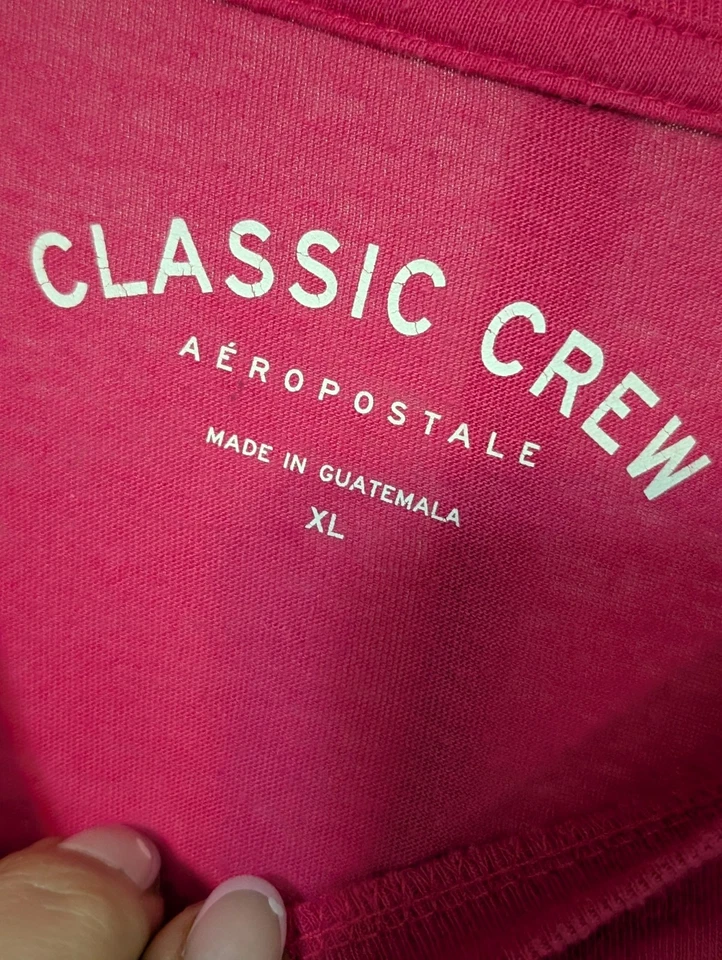 CLASSIC CREW
AÉROPOSTALE
MADE IN GUATEMALA
XL